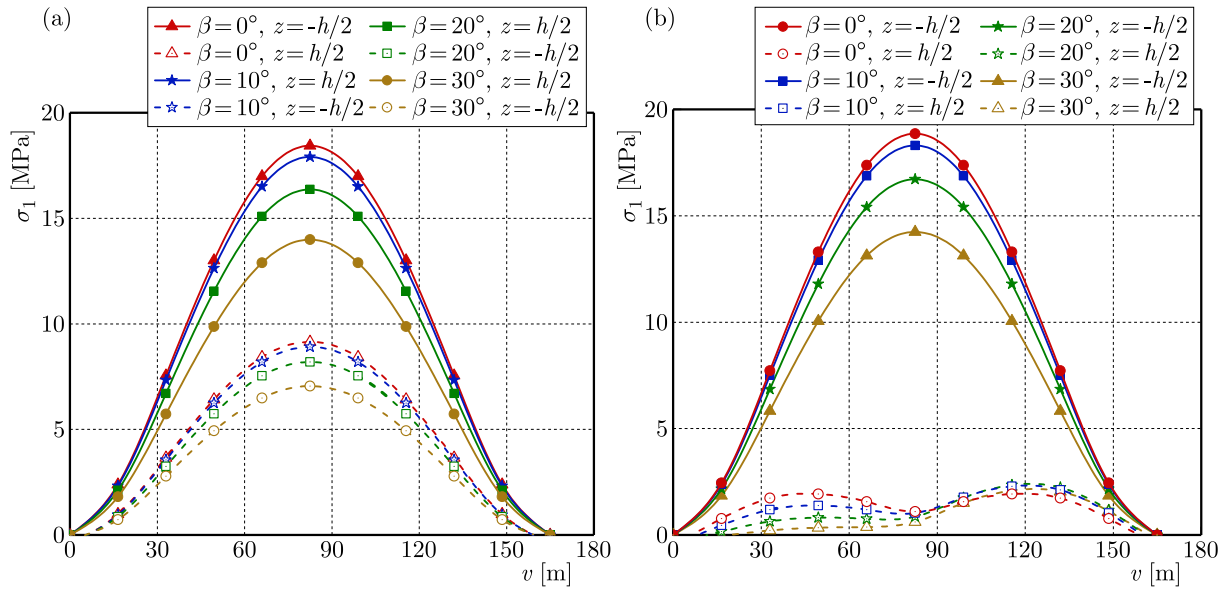 (a)
β=0°, z=-h/2
β=0°, z=h/2
β=10°, z=h/2
β=10°, z=-h/2
β=20°, z=h/2
β=20°, z=-h/2
β=30°, z=h/2
β=30°, z=-h/2
σ1 [MPa]
20
15
10
5
0
0 30 60 90 120 150 180
v [m]
(b)
β=0°, z=-h/2
β=0°, z=h/2
β=10°, z=-h/2
β=10°, z=h/2
β=20°, z=-h/2
β=20°, z=h/2
β=30°, z=-h/2
β=30°, z=h/2
σ1 [MPa]
20
15
10
5
0
0 30 60 90 120 150 180
v [m]